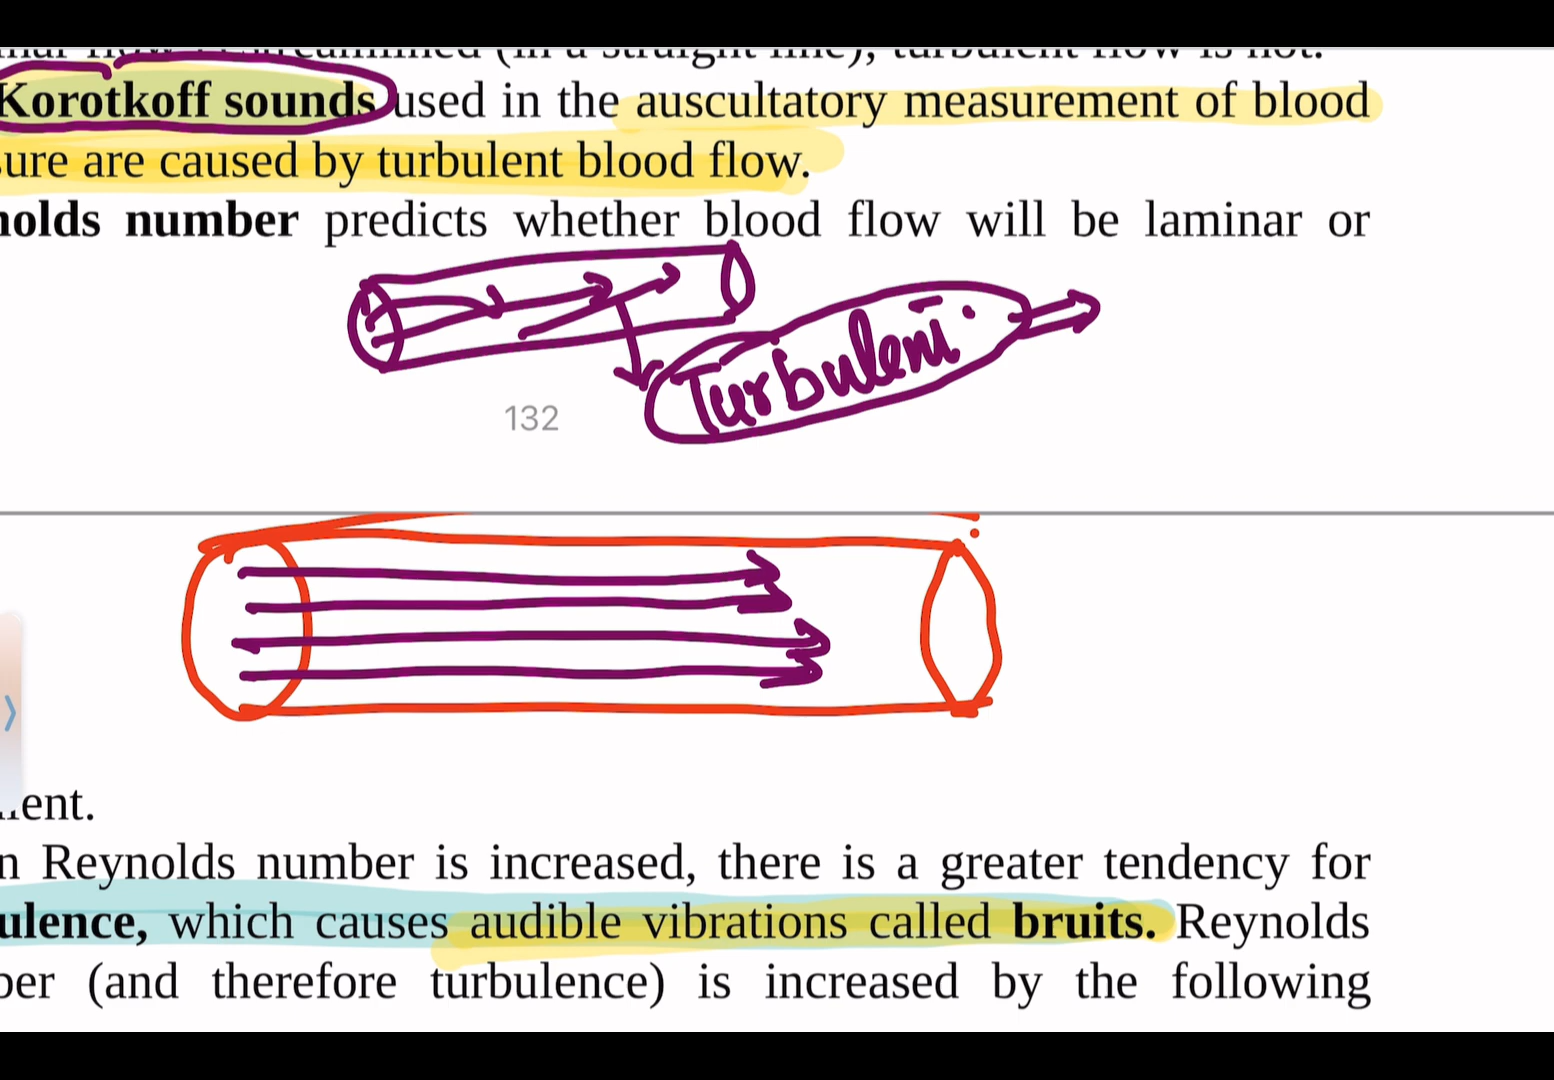 Korotkoff sounds used in the auscultatory measurement of blood
sure are caused by turbulent blood flow.
nolds number predicts whether blood flow will be laminar or
Turbulent
132
ent.
n Reynolds number is increased, there is a greater tendency for
ulence, which causes audible vibrations called bruits. Reynolds
ber (and therefore turbulence) is increased by the following